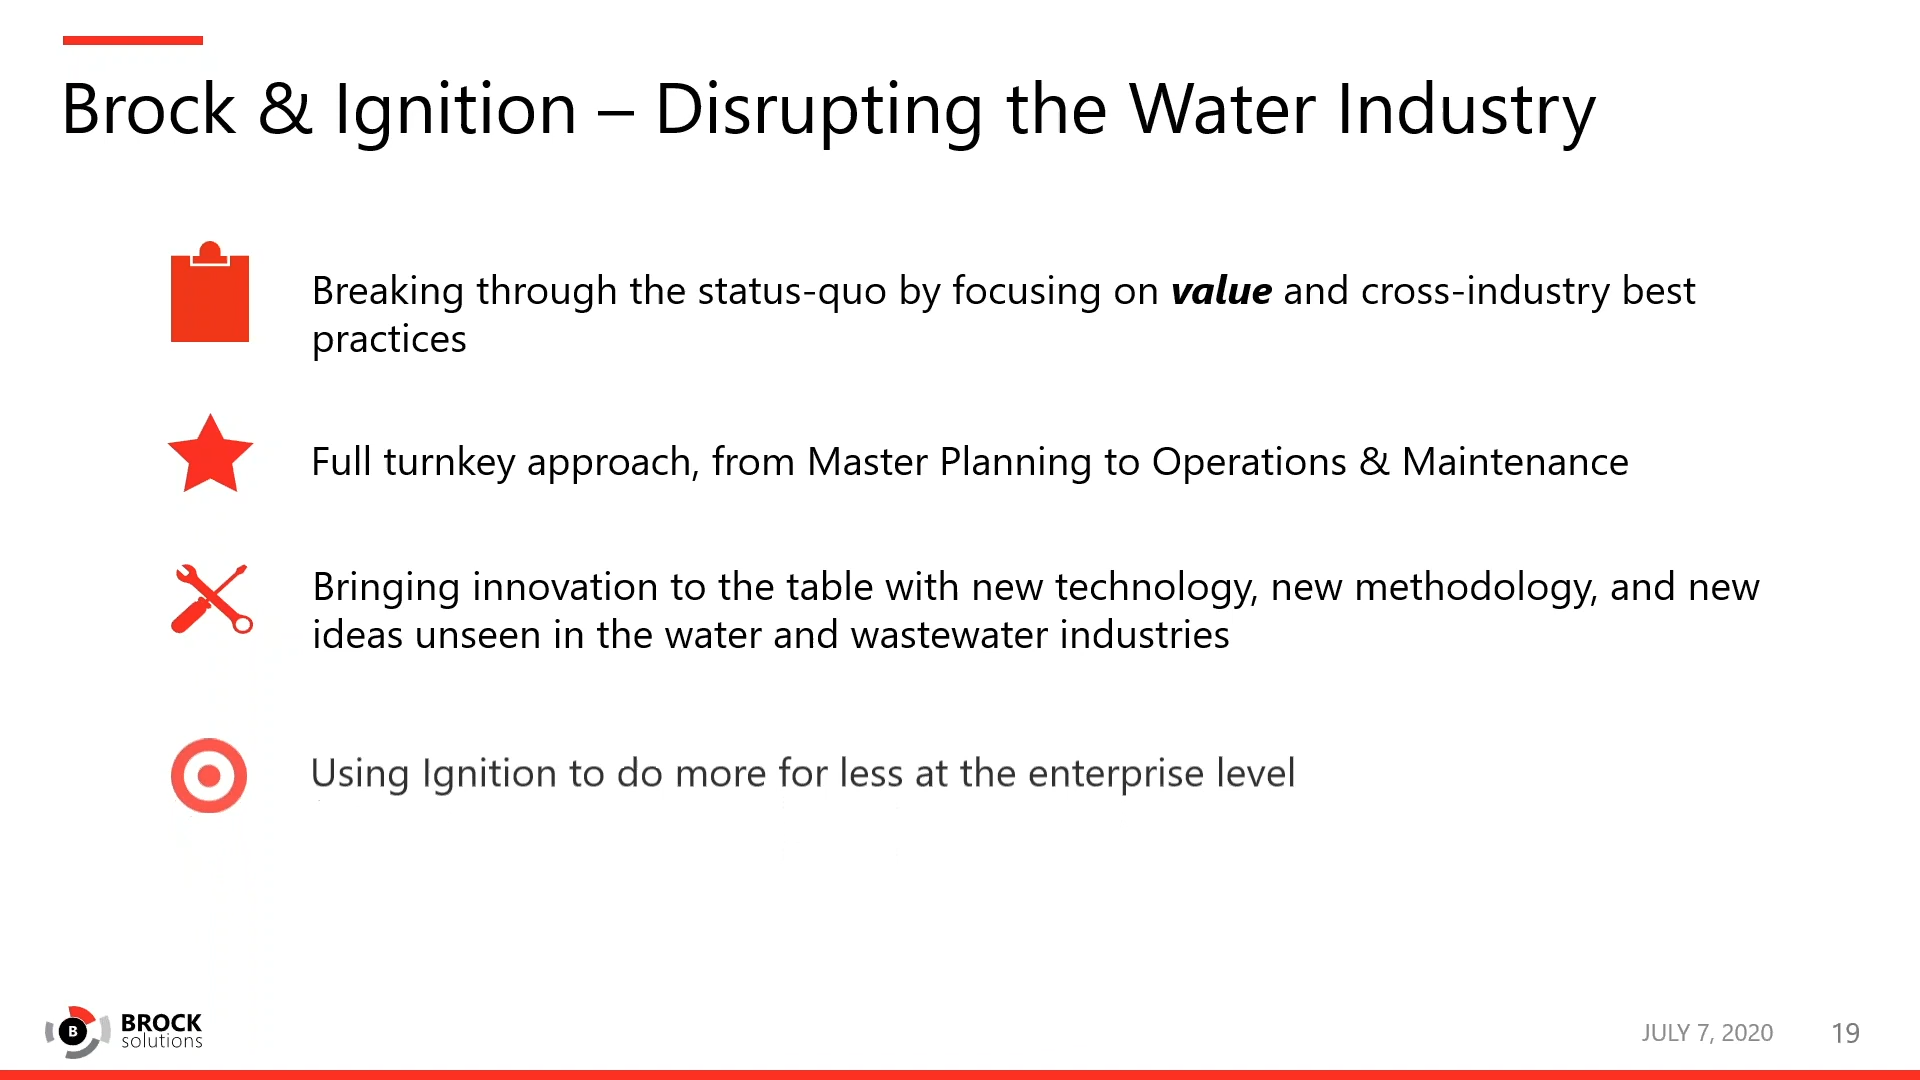 Brock & Ignition – Disrupting the Water Industry
Breaking through the status-quo by focusing on value and cross-industry best
practices
Full turnkey approach, from Master Planning to Operations & Maintenance
Bringing innovation to the table with new technology, new methodology, and new
ideas unseen in the water and wastewater industries
Using Ignition to do more for less at the enterprise level
B
BROCK
solutions
JULY 7, 2020
19